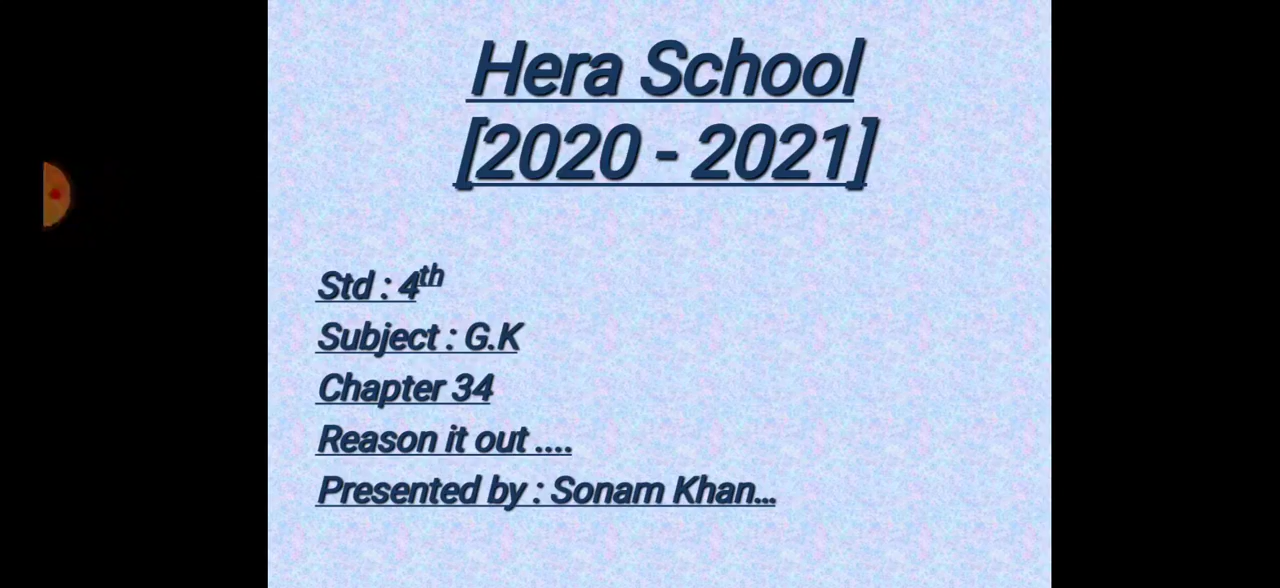 Hera School
[2020 - 2021]
Std : 4th
Subject : G.K
Chapter 34
Reason it out ....
Presented by : Sonam Khan...